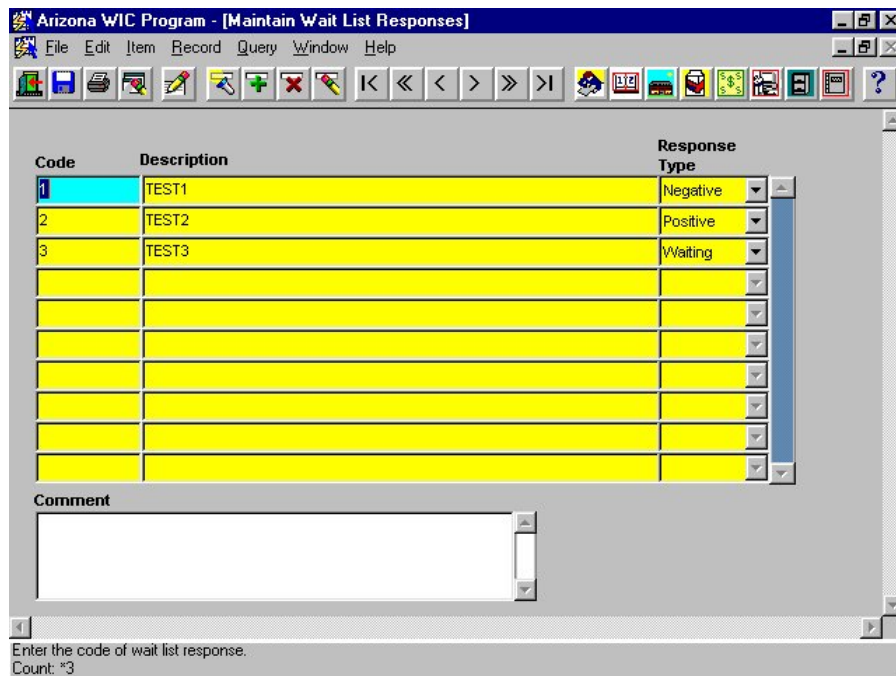 Arizona WIC Program - [Maintain Wait List Responses]
File Edit Item Record Query Window Help
Code Description Response Type
1 TEST1 Negative
2 TEST2 Positive
3 TEST3 Waiting
Comment
Enter the code of wait list response.
Count: *3